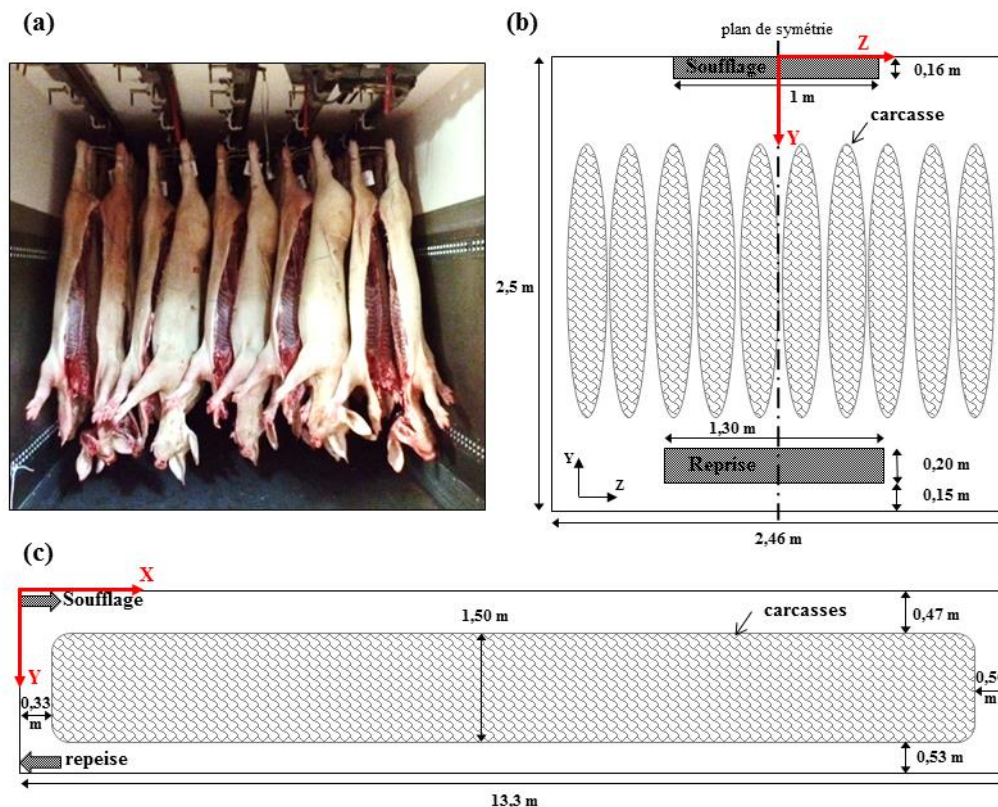 (a)
(b)
plan de symétrie
Z
Soufflage
0,16 m
1 m
Y
carcasse
2,5 m
1,30 m
Reprise
0,20 m
Y
Z
0,15 m
2,46 m
(c)
X
Soufflage
1,50 m
carcasses
0,47 m
Y
0,33
m
m
repeise
0,53 m
13,3 m